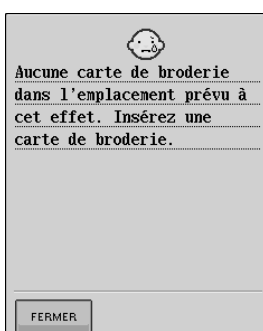 Aucune carte de broderie
dans l'emplacement prévu à
cet effet. Insérez une
carte de broderie.
FERMER